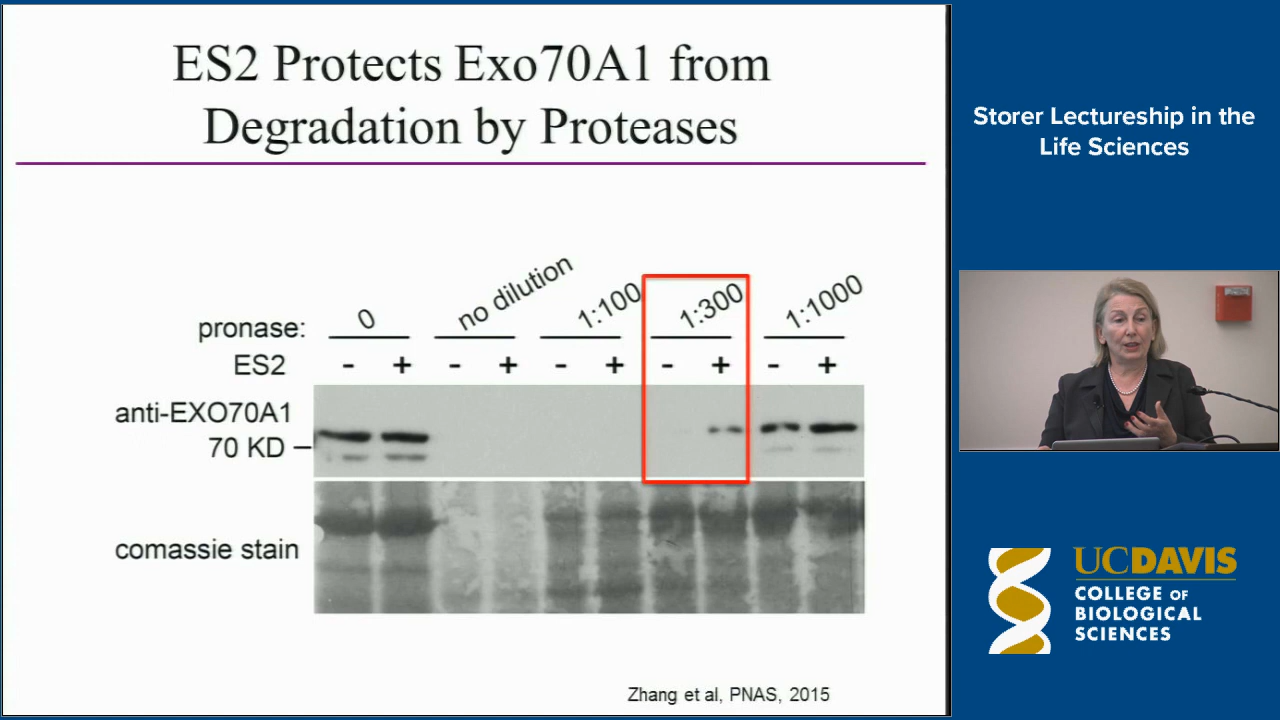 ES2 Protects Exo70A1 from
Degradation by Proteases
pronase: 0 no dilution 1:100 1:300 1:1000
ES2 - + - + - + - + - +
anti-EXO70A1
70 KD
comassie stain
Zhang et al, PNAS, 2015
Storer Lectureship in the
Life Sciences
UCDAVIS
COLLEGE OF
BIOLOGICAL
SCIENCES